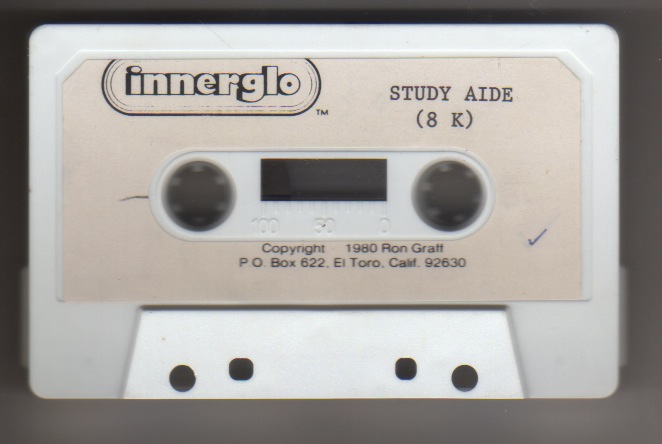 innerglo
TM
STUDY AIDE
(8 K)
100 50 0
Copyright 1980 Ron Graff
P.O. Box 622, El Toro, Calif. 92630